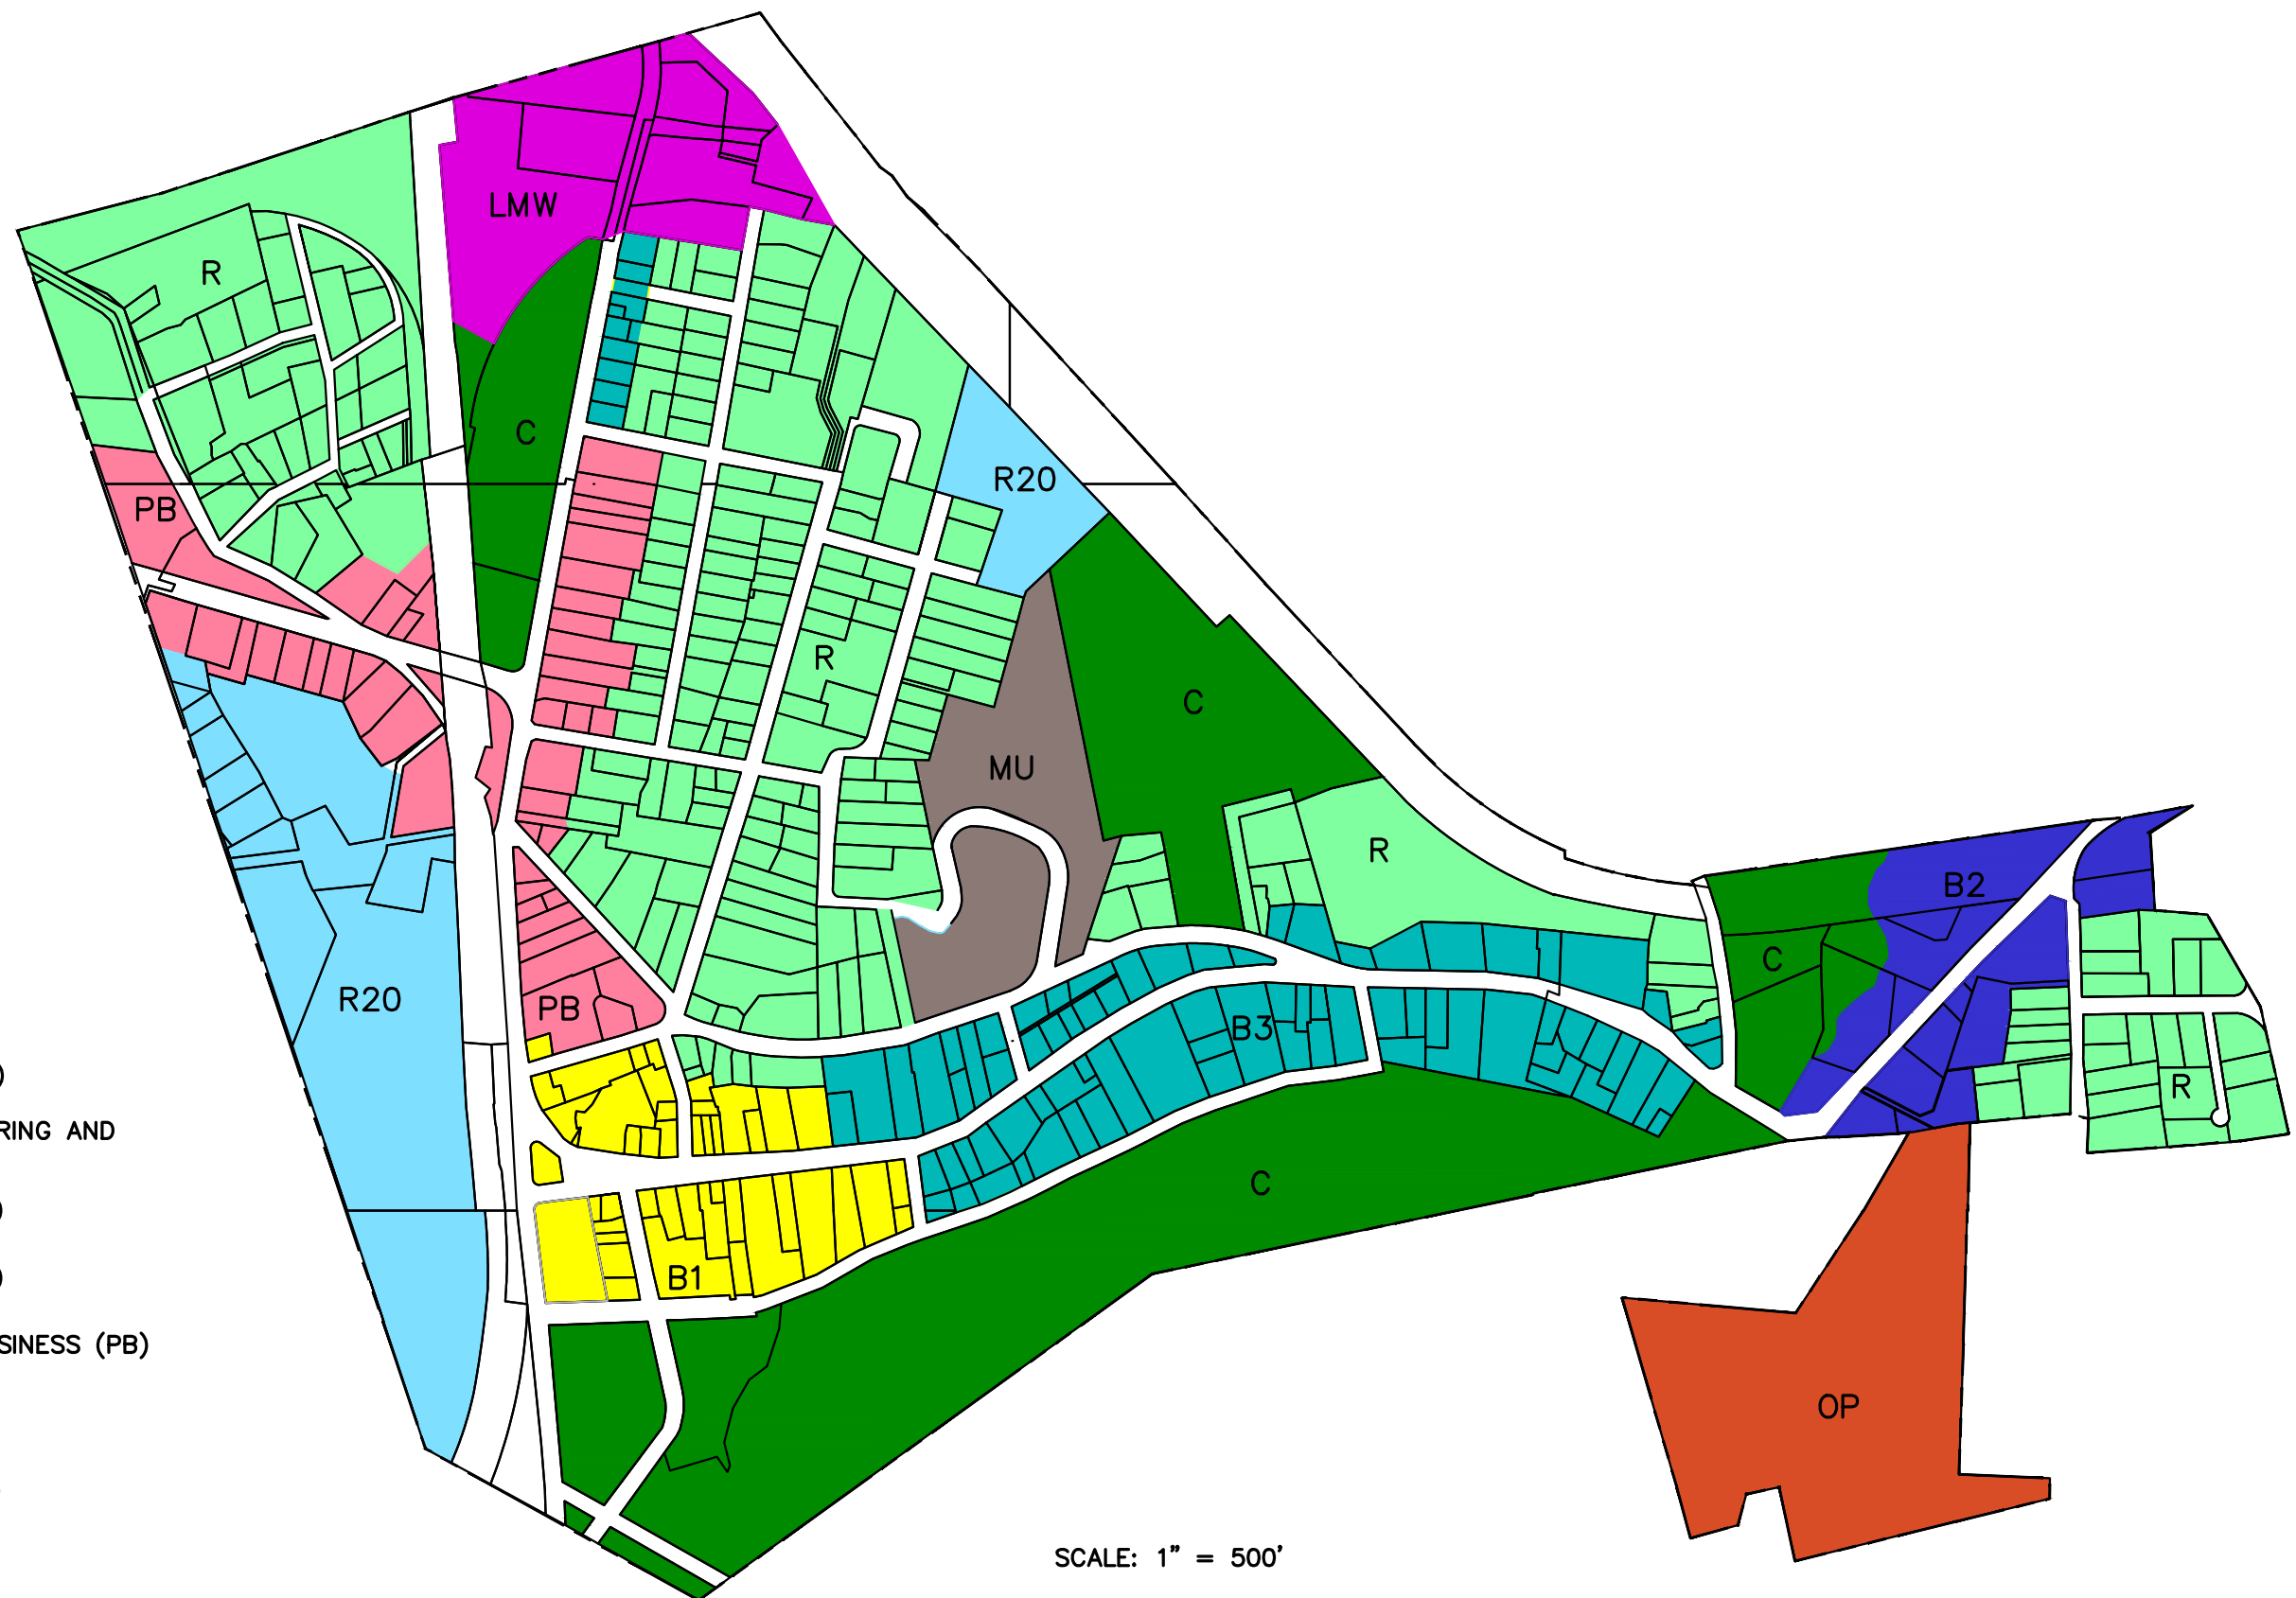 LMW
R
C
R20
PB
R
C
MU
R
B2
C
R20
PB
B3
R
C
B1
OP
)
RING AND
)
)
SINESS (PB)
SCALE: 1" = 500'